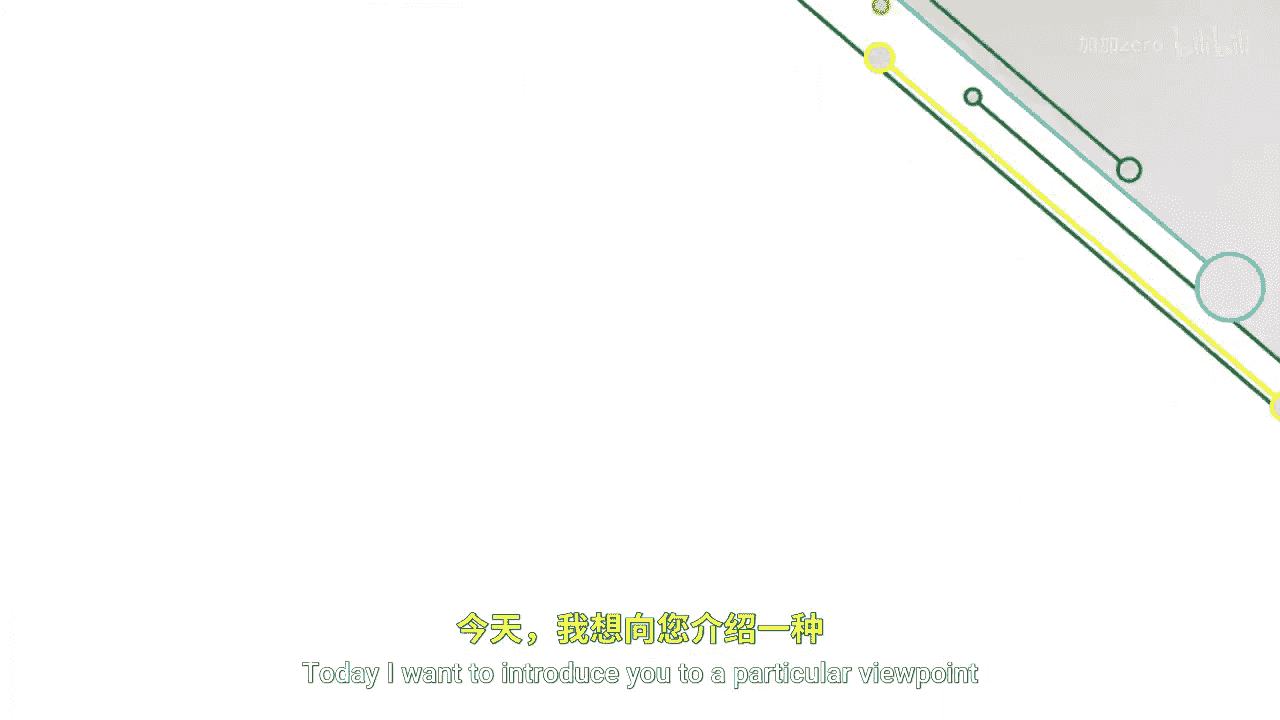 加加zero bilibili
今天，我想向您介绍一种
Today I want to introduce you to a particular viewpoint